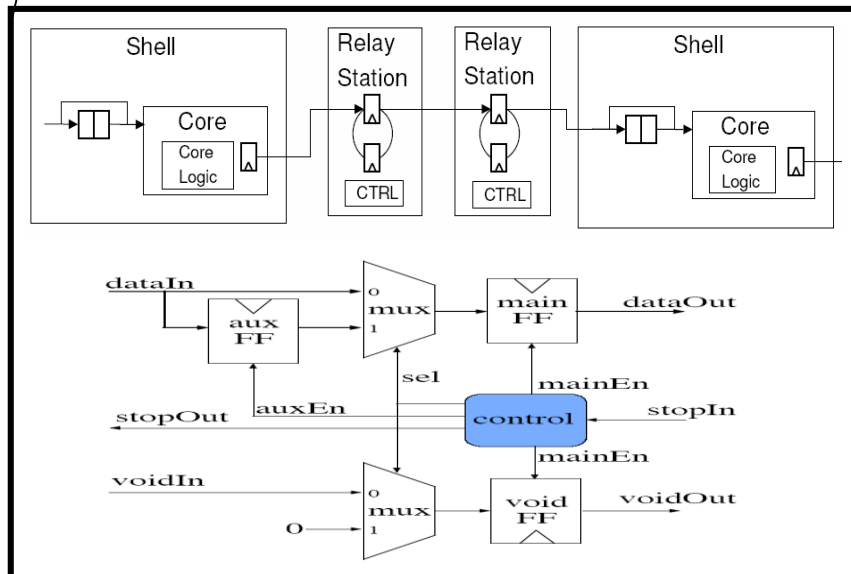 Shell
Relay
Station
Relay
Station
Shell
Core
Core
Logic
CTRL
CTRL
Core
Core
Logic
dataIn
0
mux
1
aux
FF
main
FF
dataOut
sel
mainEn
auxEn
control
stopIn
stopOut
mainEn
voidIn
0
mux
1
0
void
FF
voidOut